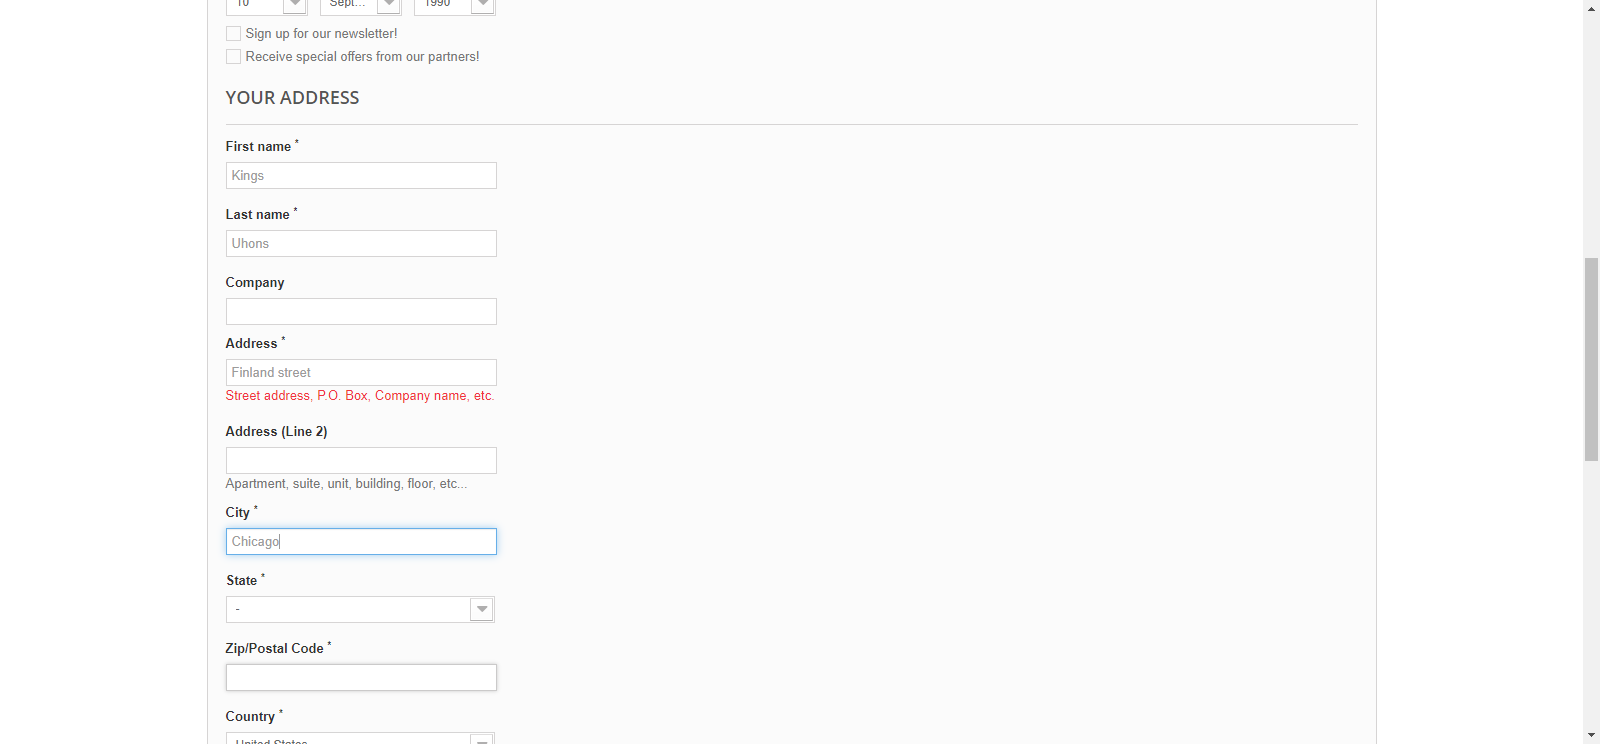 10 Sept... 1990
Sign up for our newsletter!
Receive special offers from our partners!
YOUR ADDRESS
First name *
Kings
Last name *
Uhons
Company
Address *
Finland street
Street address, P.O. Box, Company name, etc.
Address (Line 2)
Apartment, suite, unit, building, floor, etc...
City *
Chicago
State *
-
Zip/Postal Code *
Country *
United States